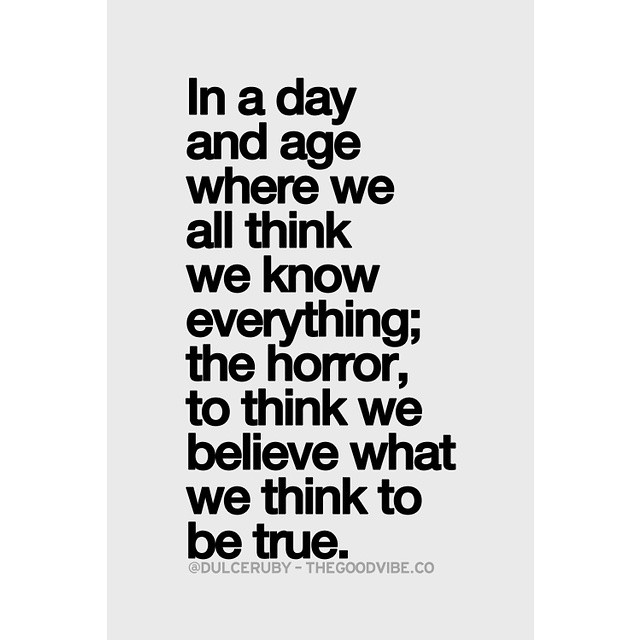 In a day
and age
where we
all think
we know
everything;
the horror,
to think we
believe what
we think to
be true.
@DULCERUBY - THEGOODVIBE.CO